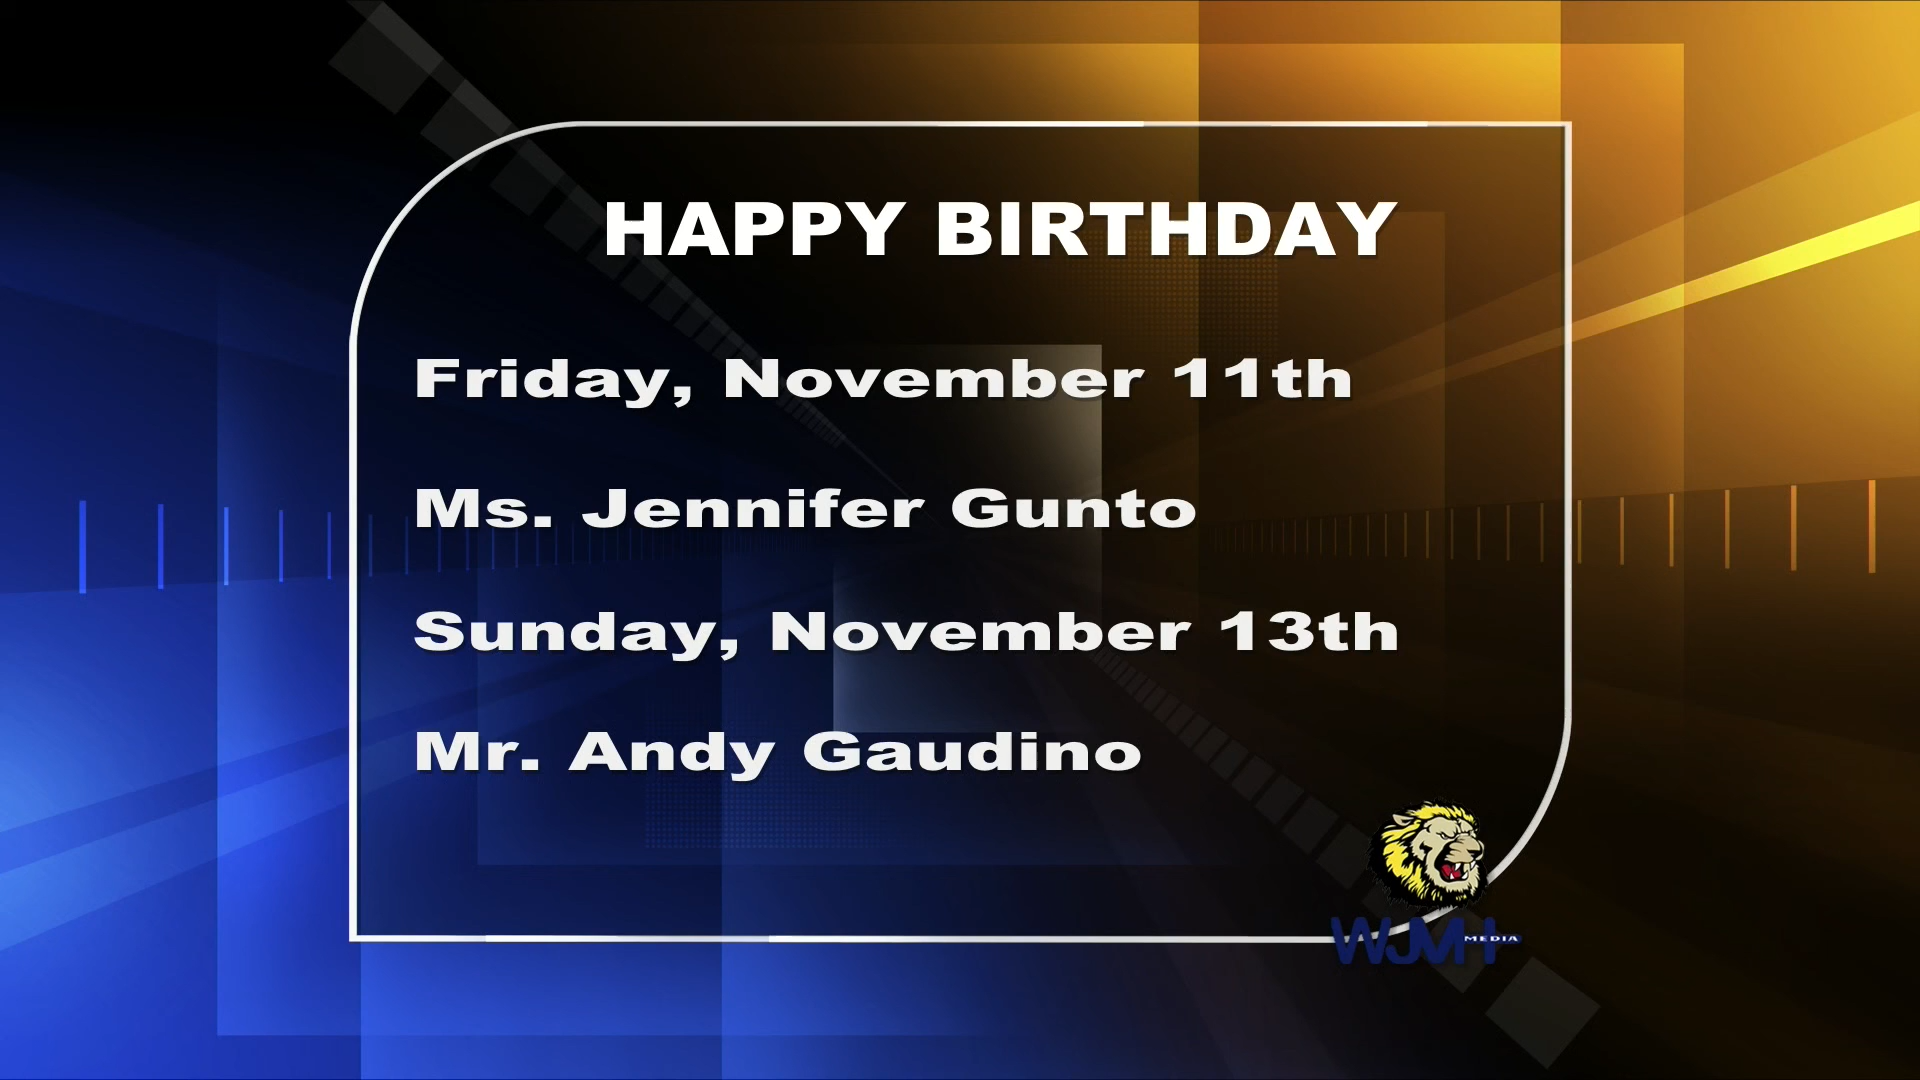 HAPPY BIRTHDAY
Friday, November 11th
Ms. Jennifer Gunto
Sunday, November 13th
Mr. Andy Gaudino
WJMH
MEDIA